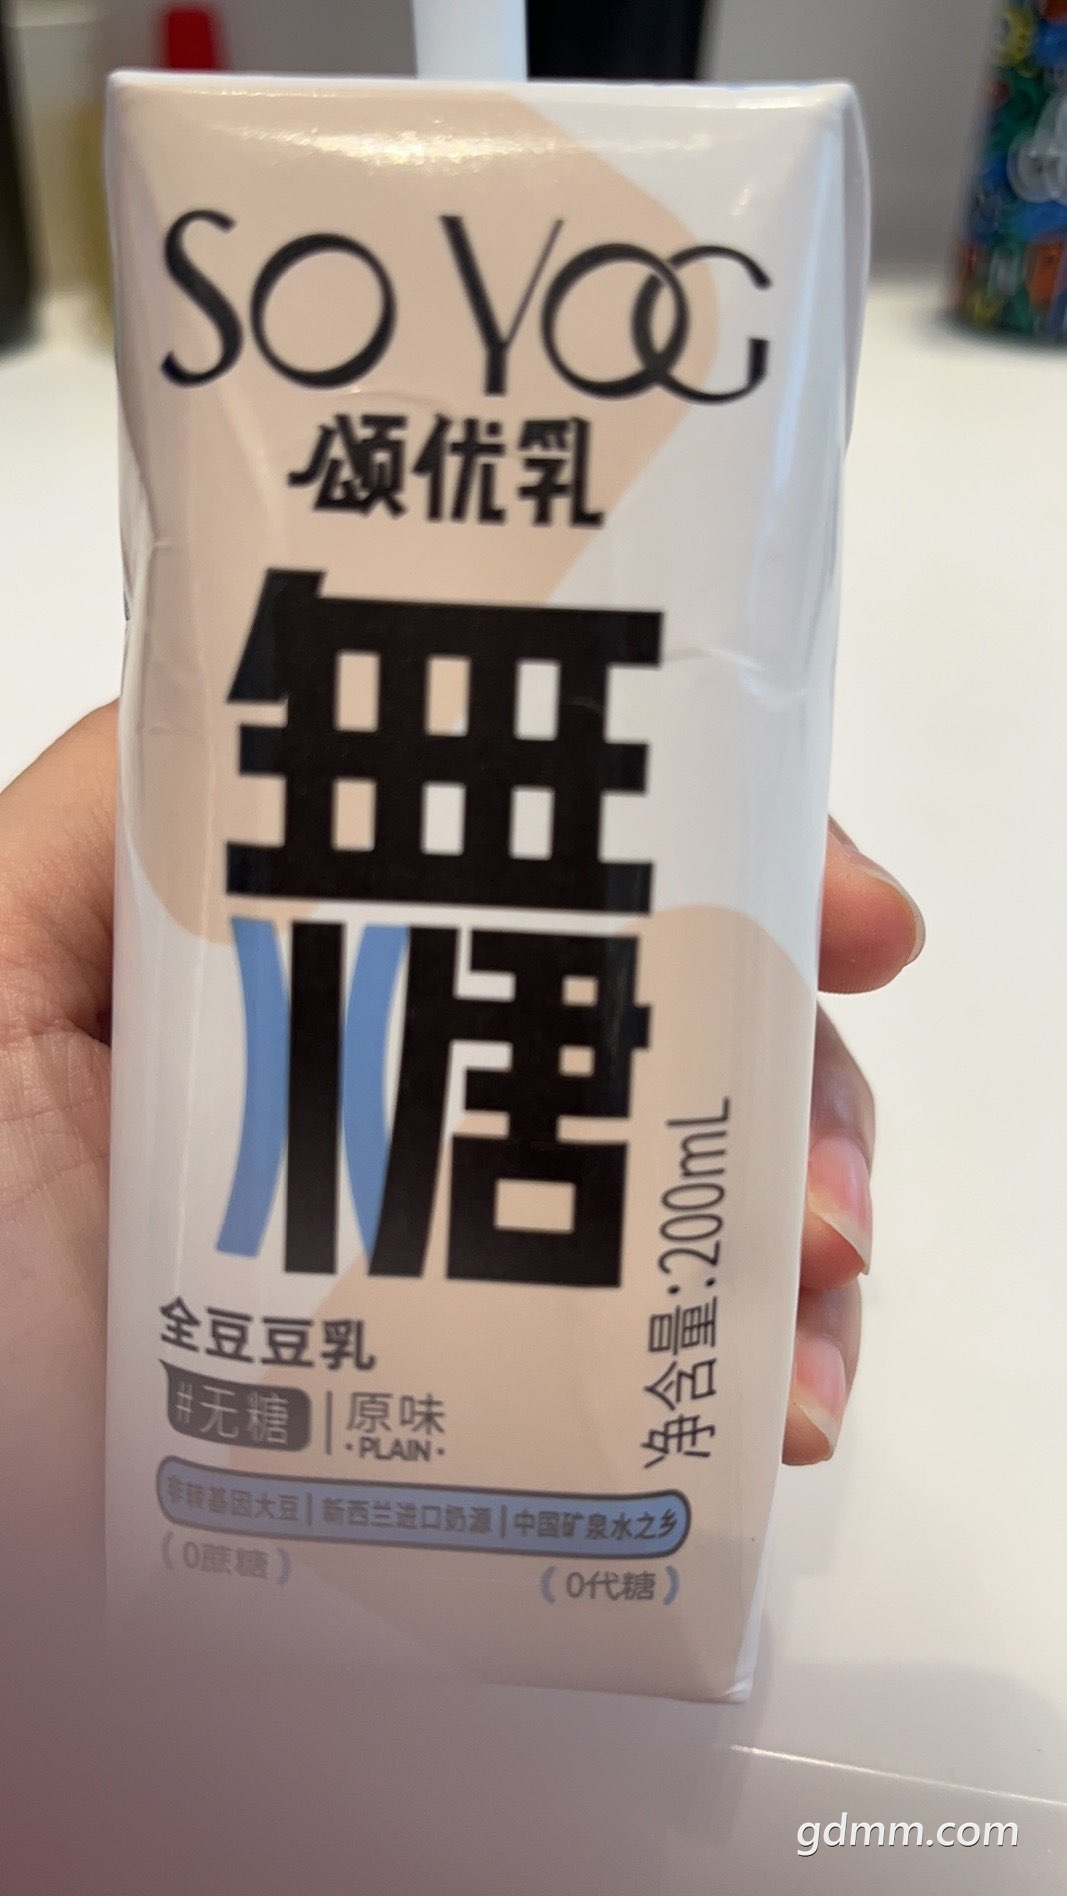 SO YOG
颂优乳
無
糖
全豆豆乳
#无糖 | 原味
·PLAIN·
净含量:200mL
非转基因大豆 | 新西兰进口奶源 | 中国矿泉水之乡
(0蔗糖)
(0代糖)
gdmm.com